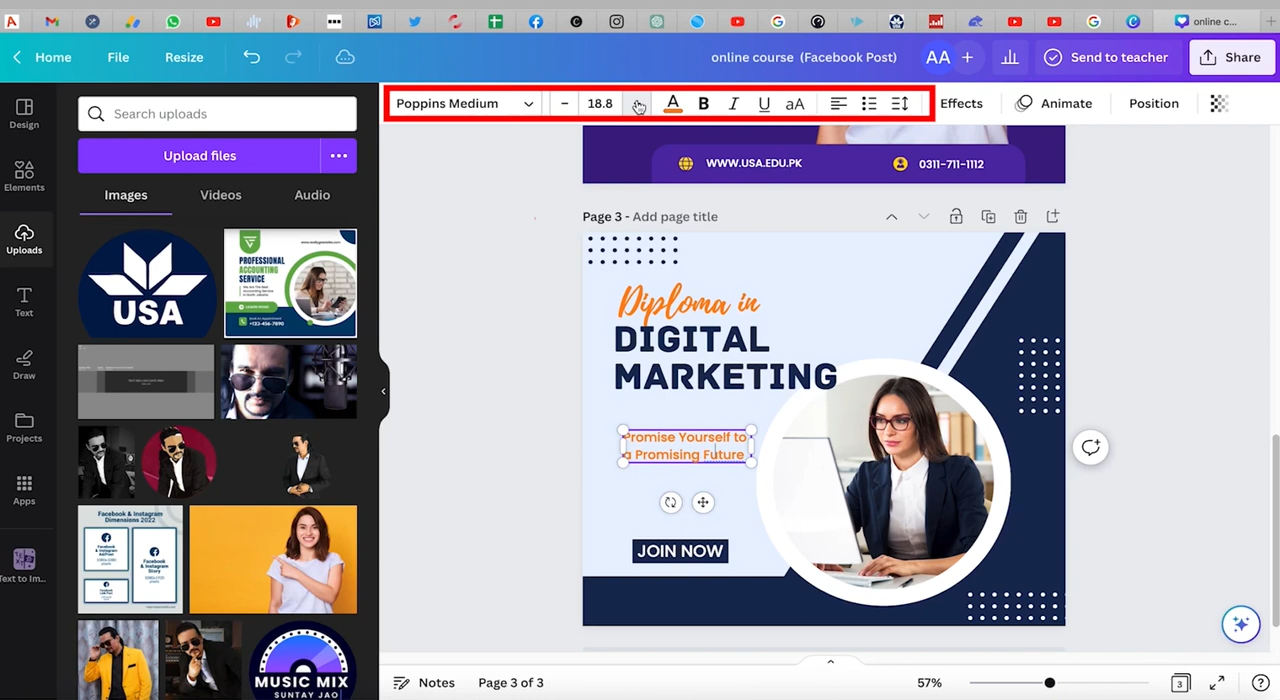 online c...
Home
File
Resize
online course (Facebook Post)
AA
Send to teacher
Share
Design
Elements
Uploads
Text
Draw
Projects
Apps
Text to Im...
Search uploads
Upload files
Images
Videos
Audio
USA
PROFESSIONAL
ACCOUNTING
SERVICE
Facebook & Instagram
Dimensions 2022
MUSIC MIX
SUNTAY JAO
Poppins Medium
18.8
A
B
I
U
aA
Effects
Animate
Position
WWW.USA.EDU.PK
0311-711-1112
Page 3 - Add page title
Diploma in
DIGITAL
MARKETING
Promise Yourself to
a Promising Future
JOIN NOW
Notes
Page 3 of 3
57%
3